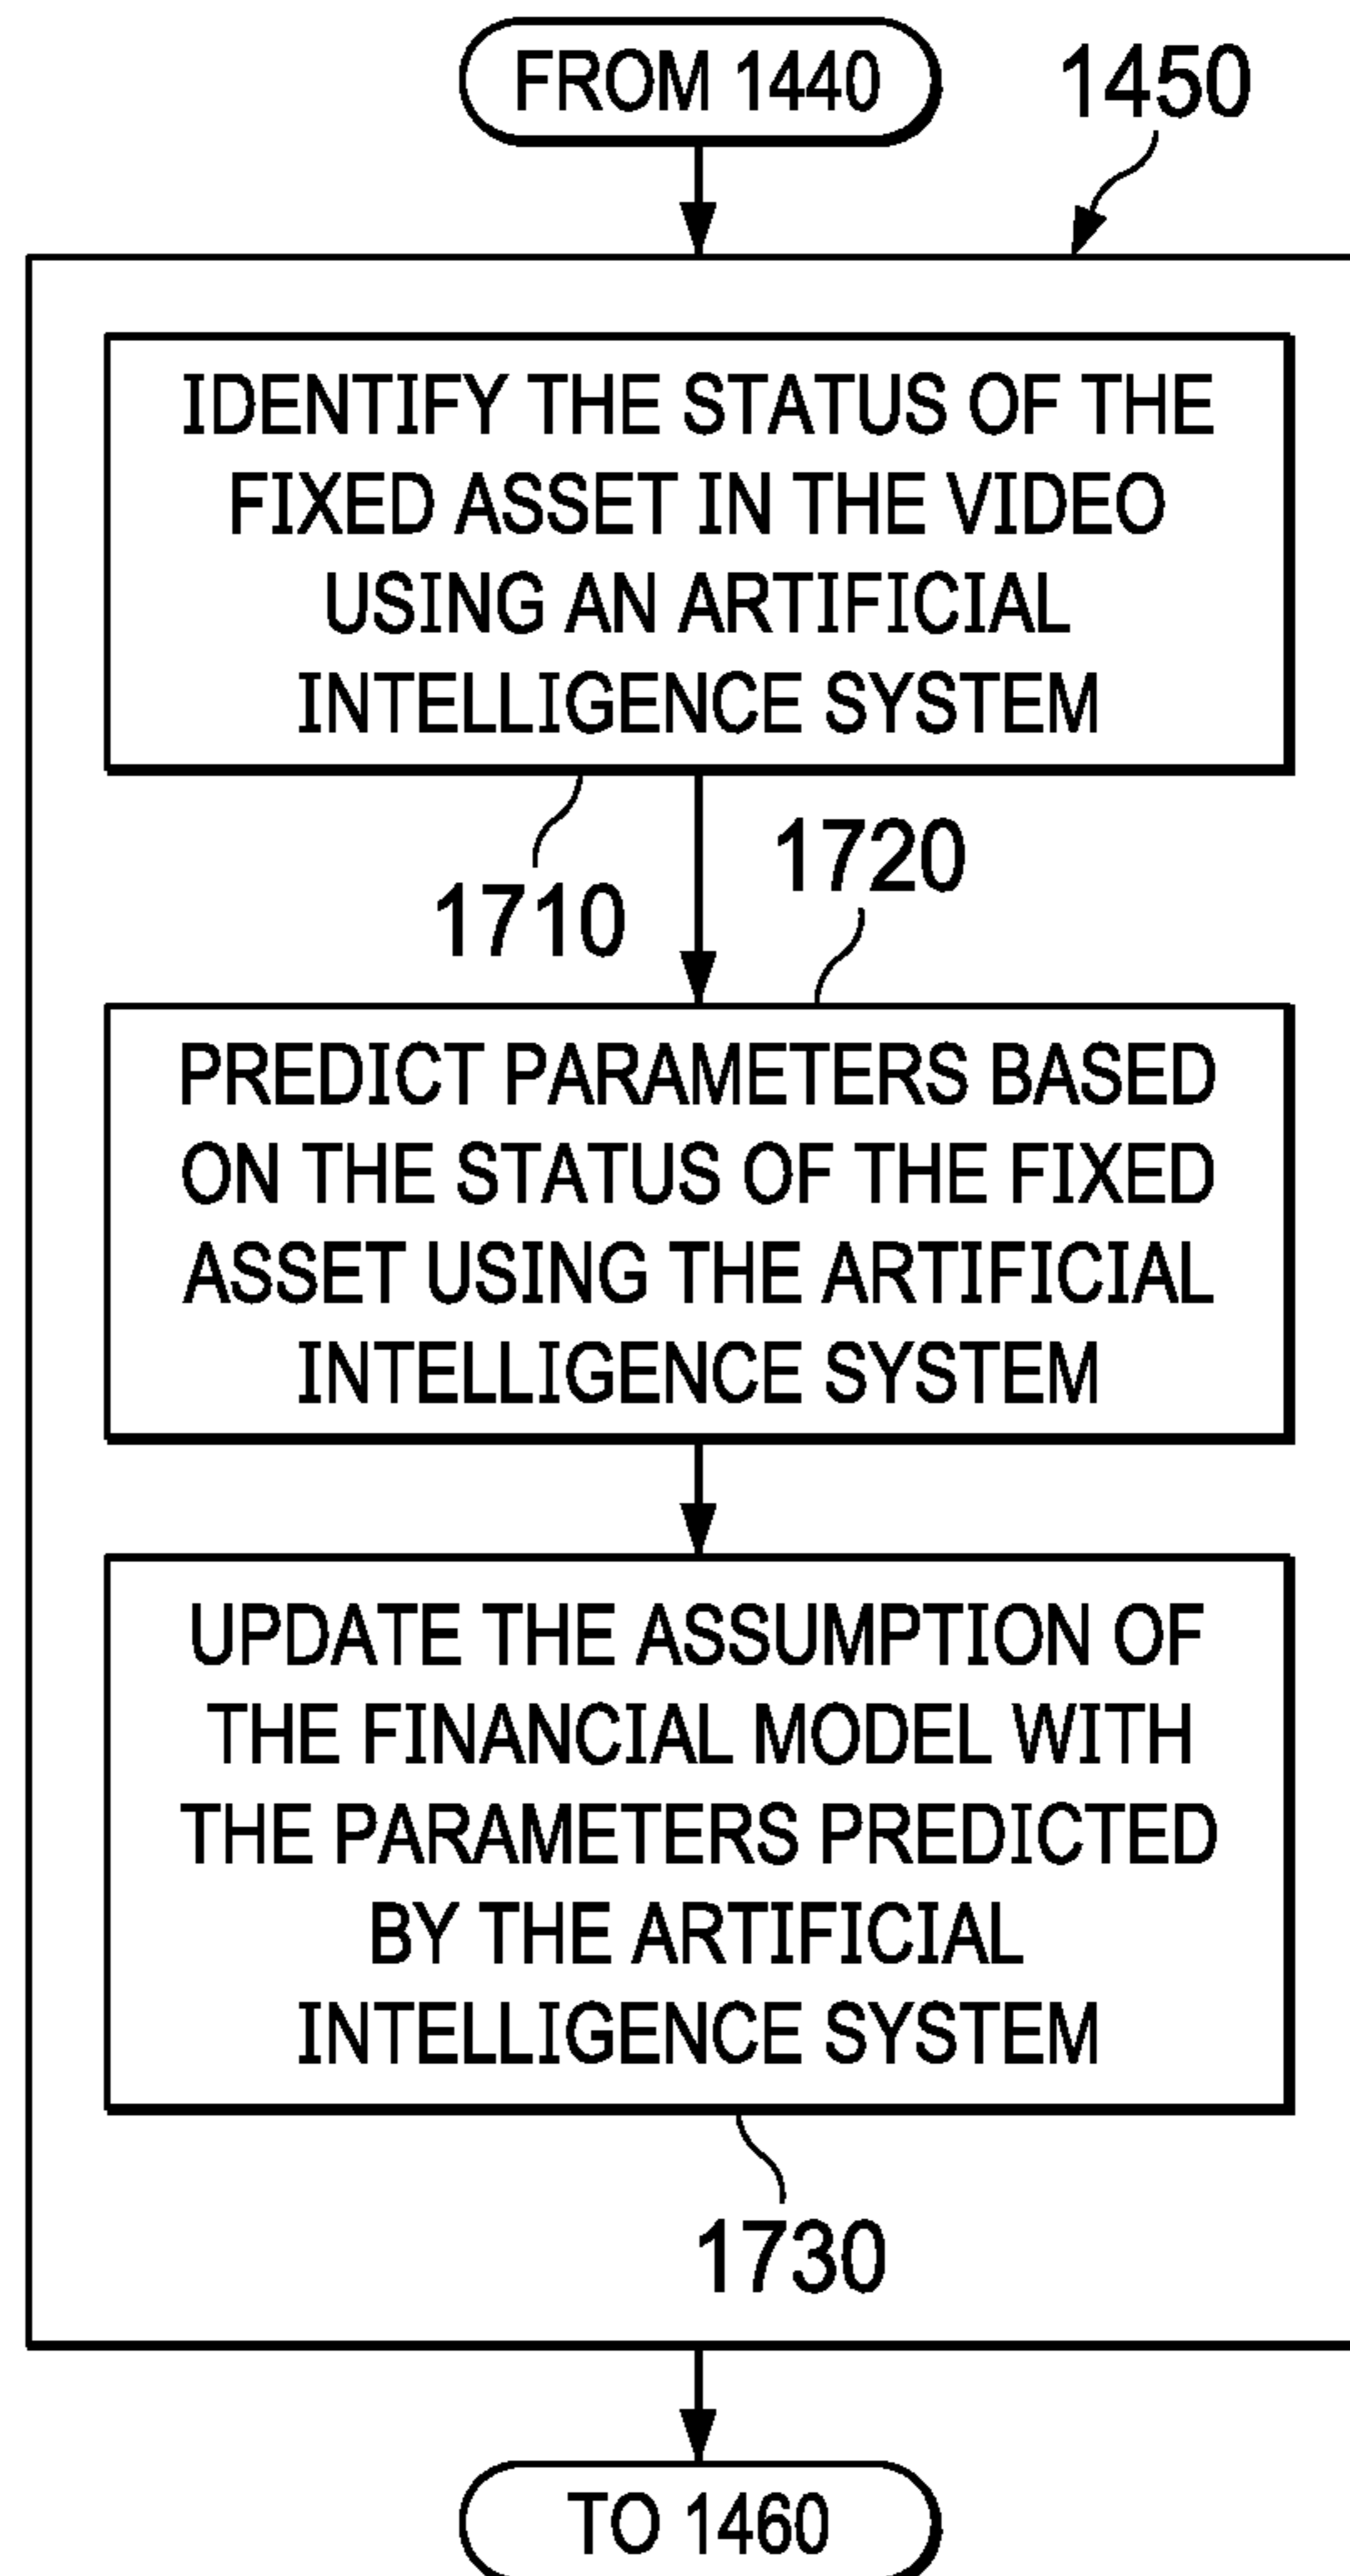 FROM 1440
1450
IDENTIFY THE STATUS OF THE
FIXED ASSET IN THE VIDEO
USING AN ARTIFICIAL
INTELLIGENCE SYSTEM
1710
1720
PREDICT PARAMETERS BASED
ON THE STATUS OF THE FIXED
ASSET USING THE ARTIFICIAL
INTELLIGENCE SYSTEM
UPDATE THE ASSUMPTION OF
THE FINANCIAL MODEL WITH
THE PARAMETERS PREDICTED
BY THE ARTIFICIAL
INTELLIGENCE SYSTEM
1730
TO 1460